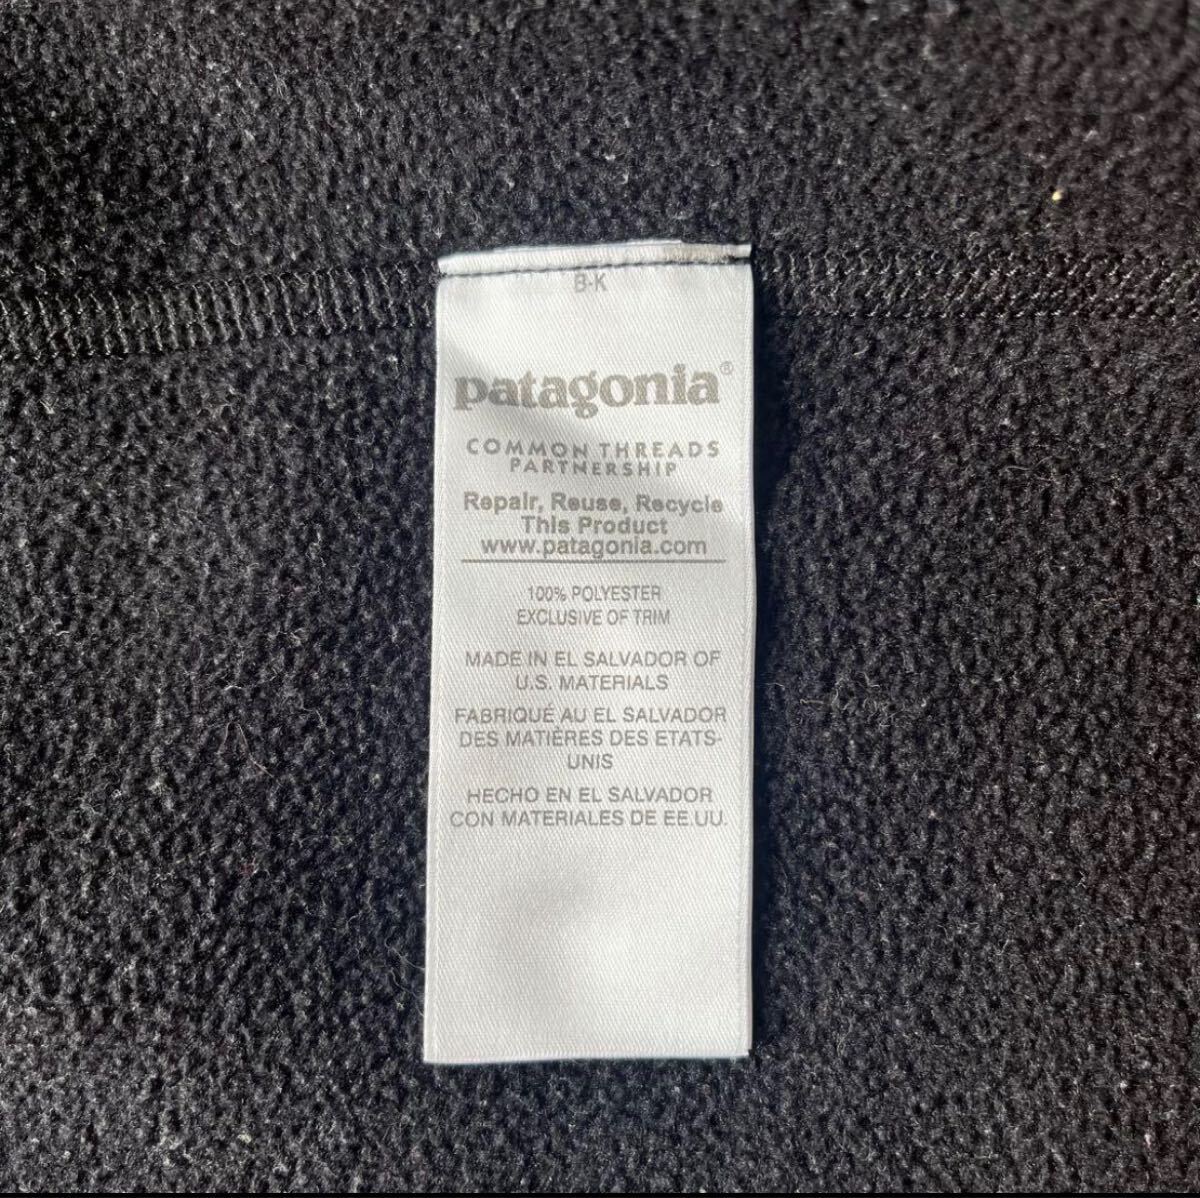 B-K
patagonia®
COMMON THREADS
PARTNERSHIP
Repair, Reuse, Recycle
This Product
www.patagonia.com
100% POLYESTER
EXCLUSIVE OF TRIM
MADE IN EL SALVADOR OF
U.S. MATERIALS
FABRIQUÉ AU EL SALVADOR
DES MATIÈRES DES ETATS-
UNIS
HECHO EN EL SALVADOR
CON MATERIALES DE EE.UU.